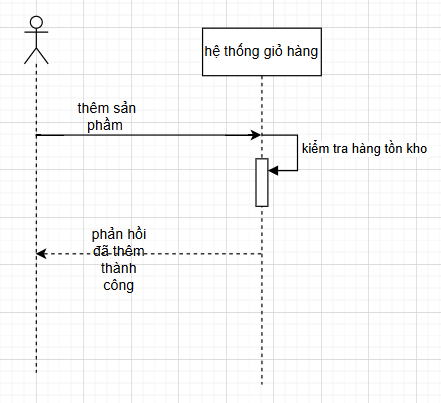 hệ thống giỏ hàng
thêm sản
phẩm
kiểm tra hàng tồn kho
phản hồi
đã thêm
thành
công